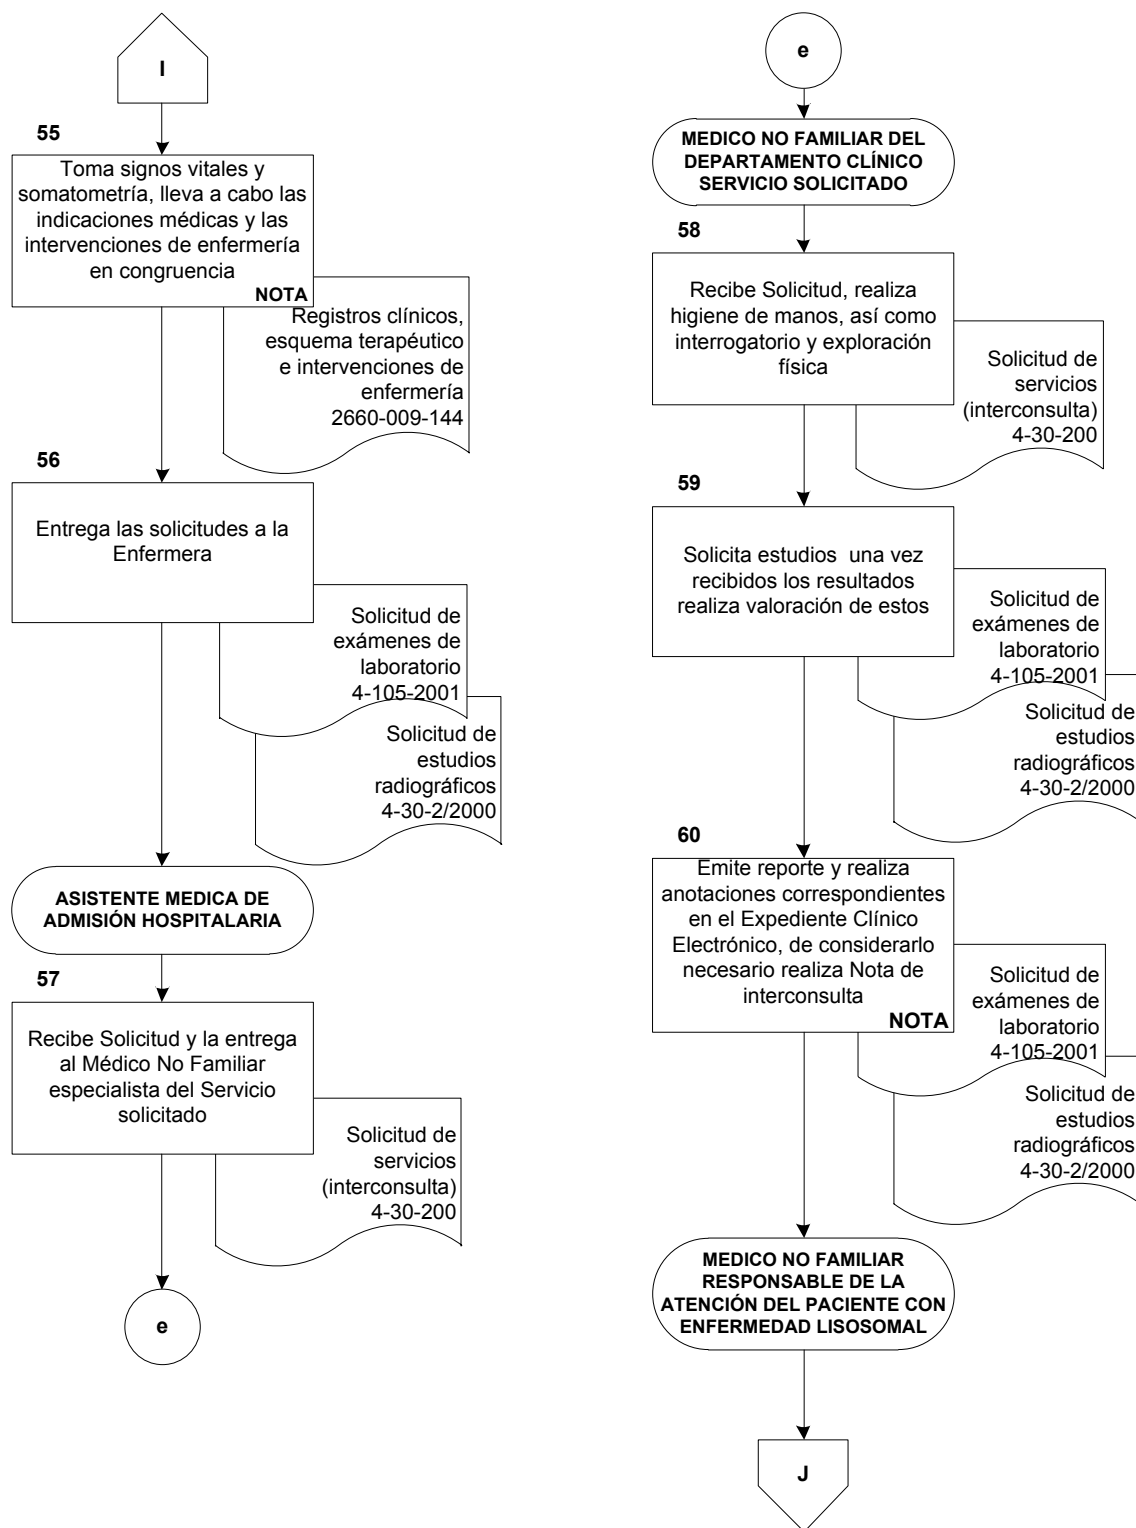 I
55
Toma signos vitales y
somatometría, lleva a cabo las
indicaciones médicas y las
intervenciones de enfermería
en congruencia
NOTA
Registros clínicos,
esquema terapéutico
e intervenciones de
enfermería
2660-009-144
56
Entrega las solicitudes a la
Enfermera
Solicitud de
exámenes de
laboratorio
4-105-2001
Solicitud de
estudios
radiográficos
4-30-2/2000
ASISTENTE MEDICA DE
ADMISIÓN HOSPITALARIA
57
Recibe Solicitud y la entrega
al Médico No Familiar
especialista del Servicio
solicitado
Solicitud de
servicios
(interconsulta)
4-30-200
e
e
MEDICO NO FAMILIAR DEL
DEPARTAMENTO CLÍNICO
SERVICIO SOLICITADO
58
Recibe Solicitud, realiza
higiene de manos, así como
interrogatorio y exploración
física
Solicitud de
servicios
(interconsulta)
4-30-200
59
Solicita estudios una vez
recibidos los resultados
realiza valoración de estos
Solicitud de
exámenes de
laboratorio
4-105-2001
Solicitud de
estudios
radiográficos
4-30-2/2000
60
Emite reporte y realiza
anotaciones correspondientes
en el Expediente Clínico
Electrónico, de considerarlo
necesario realiza Nota de
interconsulta
NOTA
Solicitud de
exámenes de
laboratorio
4-105-2001
Solicitud de
estudios
radiográficos
4-30-2/2000
MEDICO NO FAMILIAR
RESPONSABLE DE LA
ATENCIÓN DEL PACIENTE CON
ENFERMEDAD LISOSOMAL
J